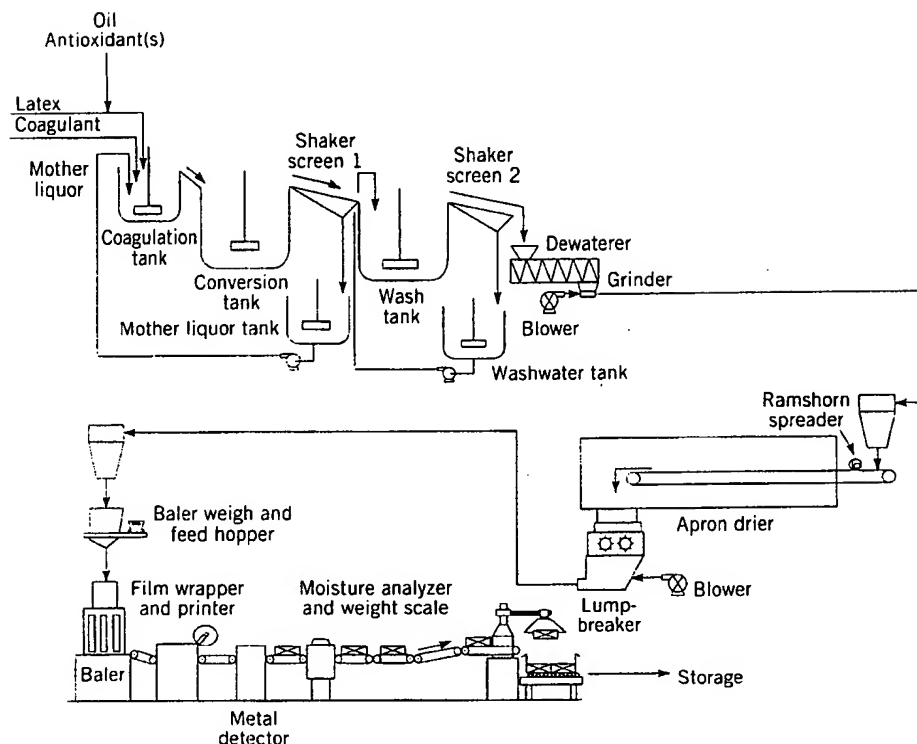 Oil
Antioxidant(s)
Latex
Coagulant
Mother
liquor
Shaker
screen 1
Shaker
screen 2
Coagulation
tank
Conversion
tank
Wash
tank
Dewaterer
Grinder
Blower
Mother liquor tank
Washwater tank
Ramshorn
spreader
Apron drier
Baler weigh and
feed hopper
Film wrapper
and printer
Moisture analyzer
and weight scale
Lump-
breaker
Blower
Baler
Storage
Metal
detector